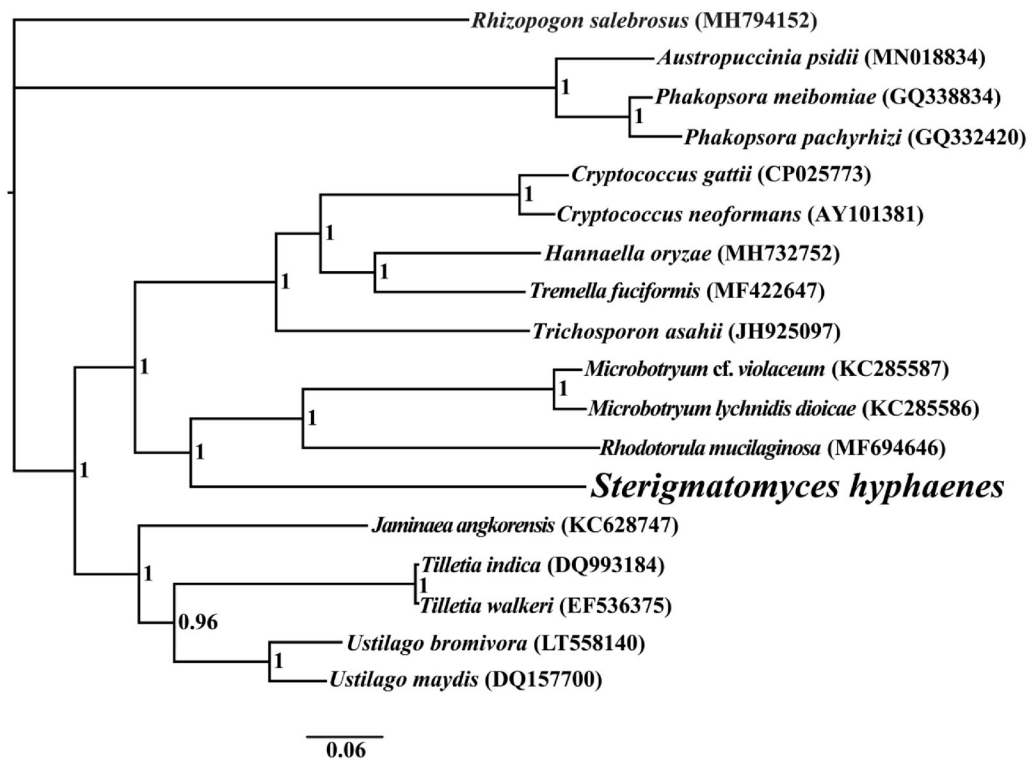 Rhizopogon salebrosus (MH794152)
Austropuccinia psidii (MN018834)
1
Phakopsora meibomiae (GQ338834)
1
Phakopsora pachyrhizi (GQ332420)
Cryptococcus gattii (CP025773)
1
Cryptococcus neoformans (AY101381)
1
Hannaella oryzae (MH732752)
1
1
Tremella fuciformis (MF422647)
Trichosporon asahii (JH925097)
1
Microbotryum cf. violaceum (KC285587)
1
Microbotryum lychnidis dioicae (KC285586)
1
Rhodotorula mucilaginosa (MF694646)
1
1
Sterigmatomyces hyphaenes
Jaminaea angkorensis (KC628747)
1
Tilletia indica (DQ993184)
1
Tilletia walkeri (EF536375)
0.96
Ustilago bromivora (LT558140)
1
Ustilago maydis (DQ157700)
0.06